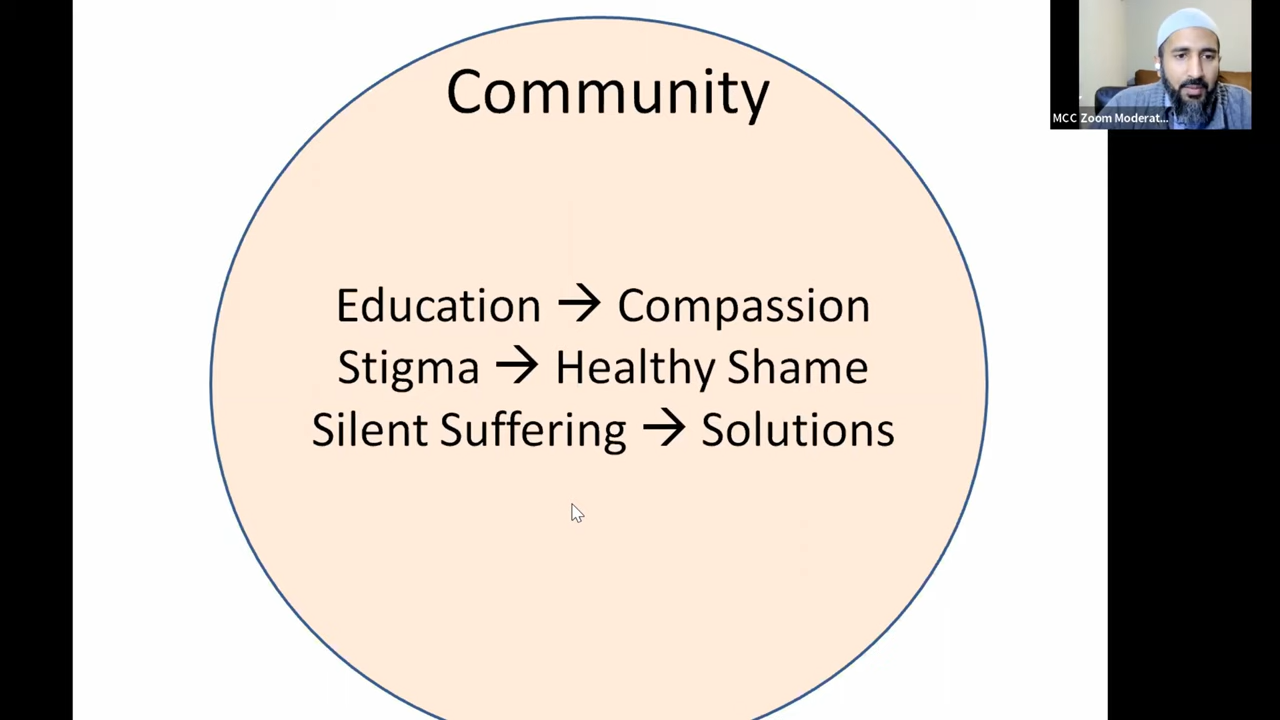 Community
MCC Zoom Moderat...
Education → Compassion
Stigma → Healthy Shame
Silent Suffering → Solutions